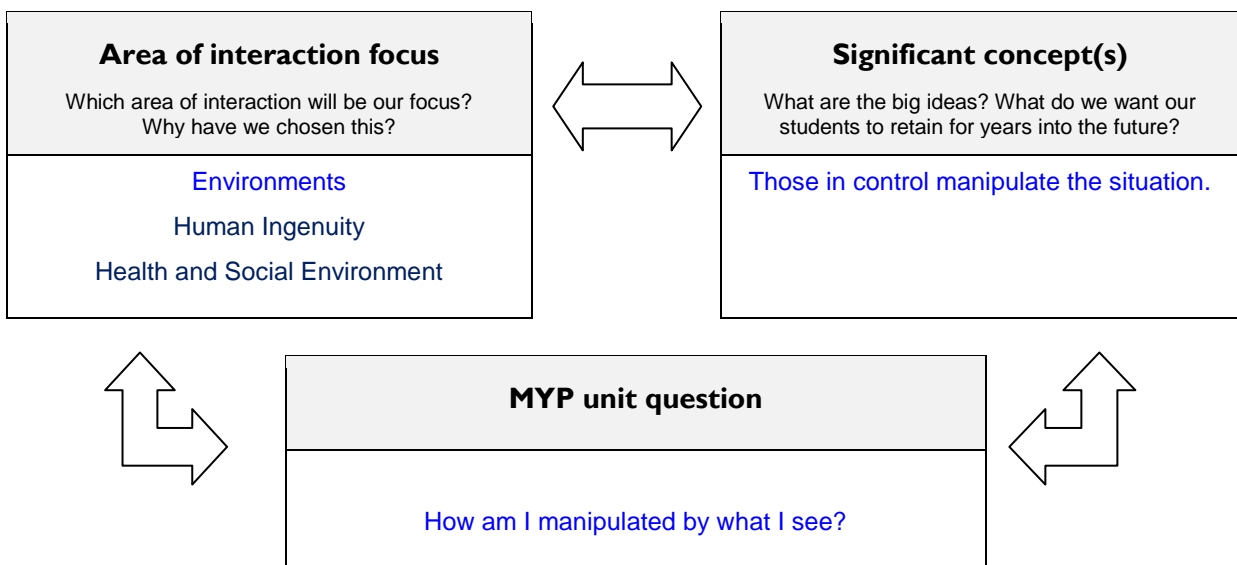 Area of interaction focus
Which area of interaction will be our focus?
Why have we chosen this?
Environments
Human Ingenuity
Health and Social Environment
Significant concept(s)
What are the big ideas? What do we want our
students to retain for years into the future?
Those in control manipulate the situation.
MYP unit question
How am I manipulated by what I see?